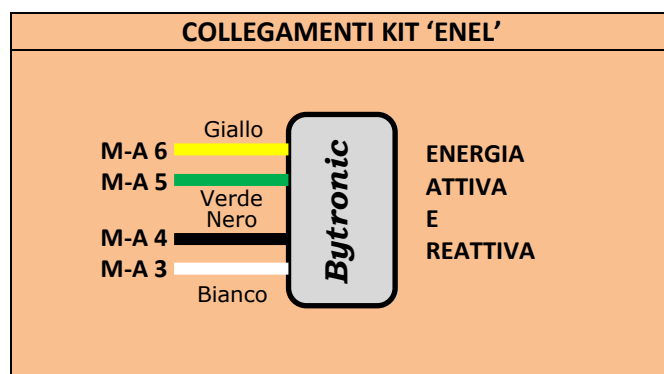 COLLEGAMENTI KIT ‘ENEL’
Giallo
M-A 6
M-A 5
Verde
Nero
M-A 4
M-A 3
Bianco
Bytronic
ENERGIA
ATTIVA
E
REATTIVA